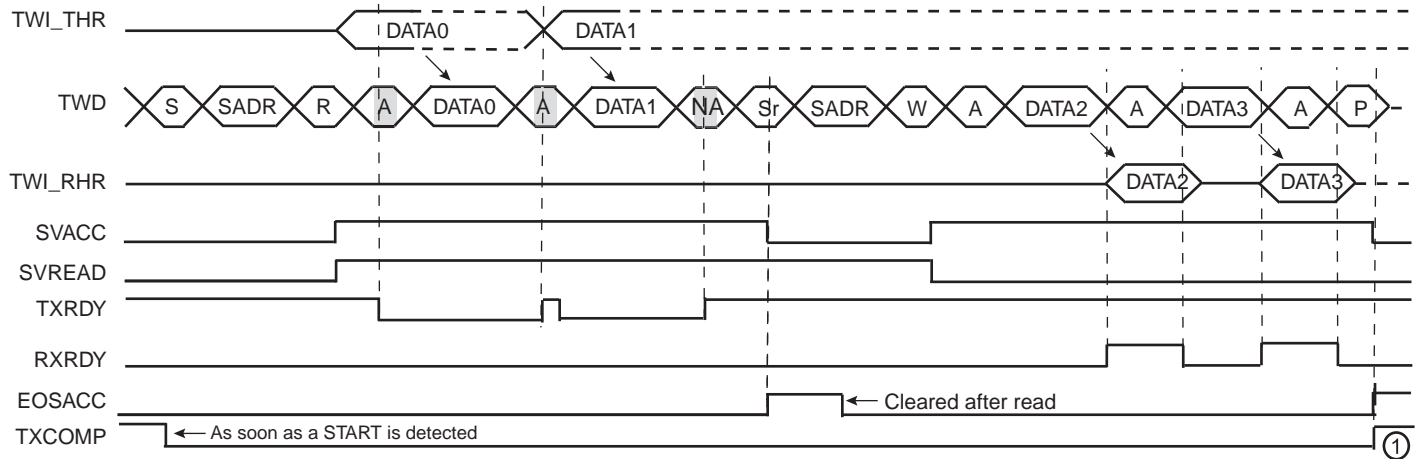 TWI_THR DATA0 DATA1
TWD S SADR R A DATA0 A DATA1 NA Sr SADR W A DATA2 A DATA3 A P
TWI_RHR DATA2 DATA3
SVACC
SVREAD
TXRDY
RXRDY
EOSACC Cleared after read
TXCOMP As soon as a START is detected 1